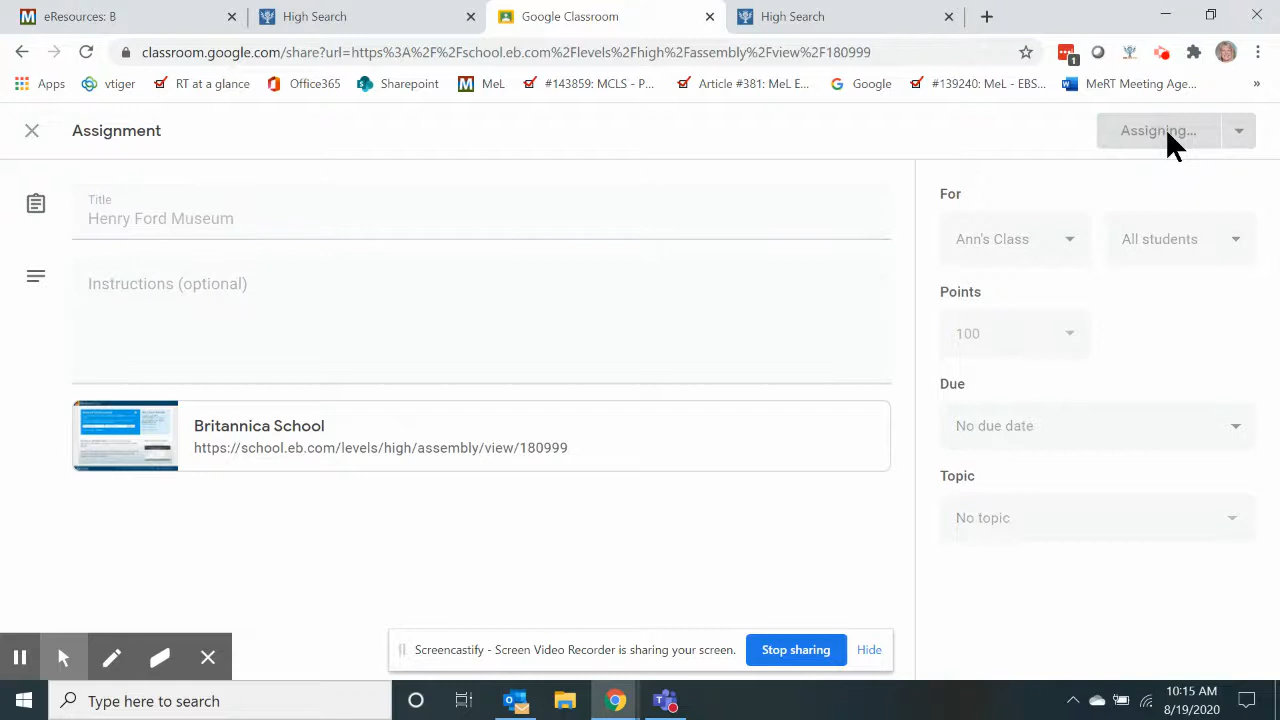 eResources: B
High Search
Google Classroom
High Search
classroom.google.com/share?url=https%3A%2F%2Fschool.eb.com%2Flevels%2Fhigh%2Fassembly%2Fview%2F180999
1
Apps
vtiger
RT at a glance
Office365
Sharepoint
MeL
#143859: MCLS - P...
Article #381: MeL E...
Google
#139240: MeL - EBS...
MeRT Meeting Age...
»
Assignment
Assigning...
Title
Henry Ford Museum
Instructions (optional)
Britannica School
https://school.eb.com/levels/high/assembly/view/180999
For
Ann's Class
All students
Points
100
Due
No due date
Topic
No topic
Screencastify - Screen Video Recorder is sharing your screen.
Stop sharing
Hide
Type here to search
10:15 AM
8/19/2020